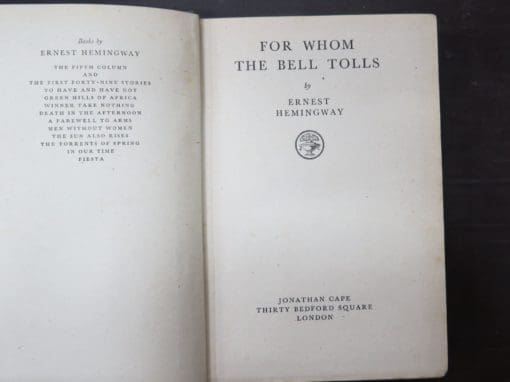 Books by
ERNEST HEMINGWAY
THE FIFTH COLUMN
AND
THE FIRST FORTY-NINE STORIES
TO HAVE AND HAVE NOT
GREEN HILLS OF AFRICA
WINNER TAKE NOTHING
DEATH IN THE AFTERNOON
A FAREWELL TO ARMS
MEN WITHOUT WOMEN
THE SUN ALSO RISES
THE TORRENTS OF SPRING
IN OUR TIME
FIESTA
FOR WHOM
THE BELL TOLLS
by
ERNEST
HEMINGWAY
JONATHAN CAPE
THIRTY BEDFORD SQUARE
LONDON